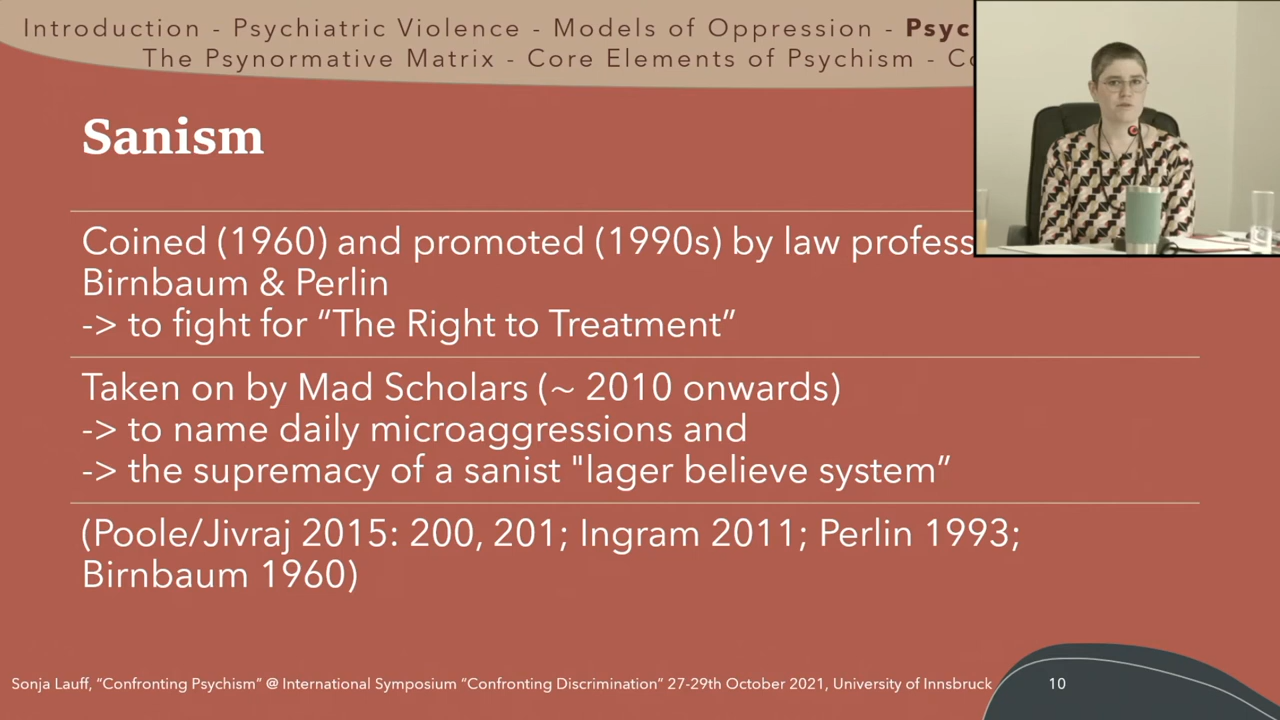 Introduction - Psychiatric Violence - Models of Oppression -
The Psynormative Matrix - Core Elements of Psychism -
Sanism
Coined (1960) and promoted (1990s) by law
Birnbaum & Perlin
-> to fight for “The Right to Treatment”
Taken on by Mad Scholars (~ 2010 onwards)
-> to name daily microaggressions and
-> the supremacy of a sanist "lager believe system”
(Poole/Jivraj 2015: 200, 201; Ingram 2011; Perlin 1993;
Birnbaum 1960)
Sonja Lauff, “Confronting Psychism” @ International Symposium “Confronting Discrimination” 27-29th October 2021, University of Innsbruck
10